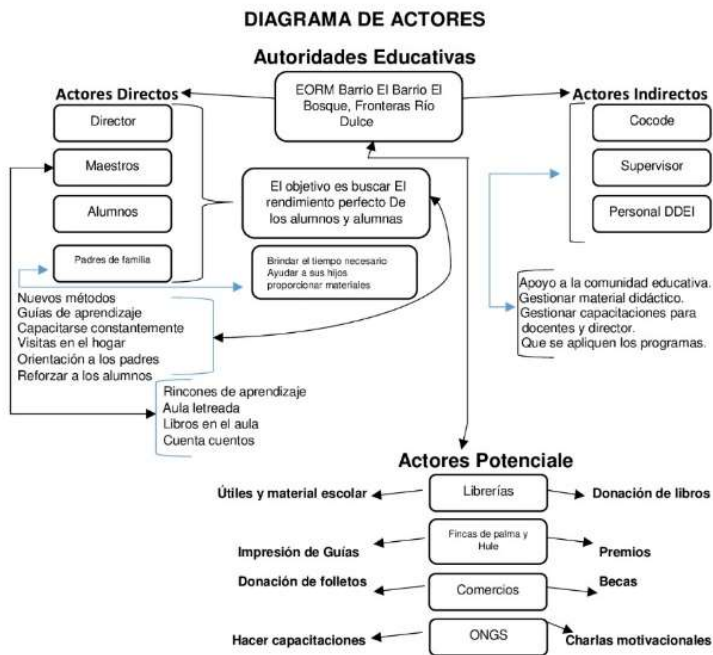 DIAGRAMA DE ACTORES
Autoridades Educativas
EORM Barrio El Barrio El
Bosque, Fronteras Río
Dulce
Actores Directos
Director
Maestros
Alumnos
Padres de familia
El objetivo es buscar El
rendimiento perfecto De
los alumnos y alumnas
Brindar el tiempo necesario
Ayudar a sus hijos
proporcionar materiales
Nuevos métodos
Guías de aprendizaje
Capacitarse constantemente
Visitas en el hogar
Orientación a los padres
Reforzar a los alumnos
Rincones de aprendizaje
Aula letreada
Libros en el aula
Cuenta cuentos
Actores Indirectos
Cocode
Supervisor
Personal DDEI
Apoyo a la comunidad educativa.
Gestionar material didáctico.
Gestionar capacitaciones para
docentes y director.
Que se apliquen los programas.
Actores Potenciale
Útiles y material escolar
Librerías
Donación de libros
Impresión de Guías
Fincas de palma y
Hule
Premios
Donación de folletos
Comercios
Becas
Hacer capacitaciones
ONGS
Charlas motivacionales